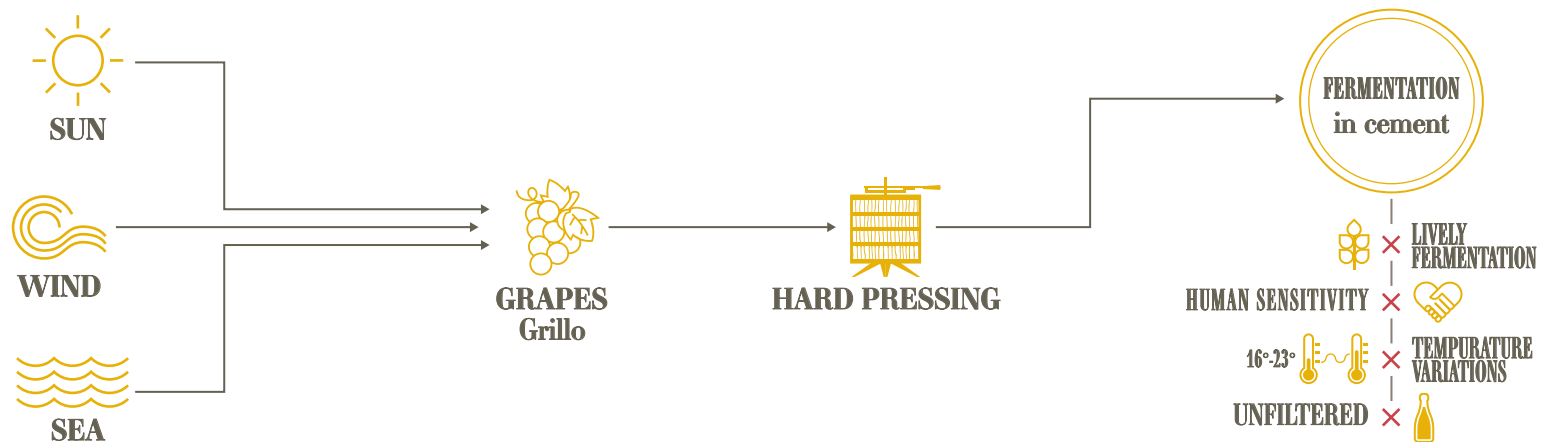 SUN
WIND
SEA
GRAPES
Grillo
HARD PRESSING
FERMENTATION
in cement
LIVELY
FERMENTATION
HUMAN SENSITIVITY
16°-23°
TEMPURATURE
VARIATIONS
UNFILTERED